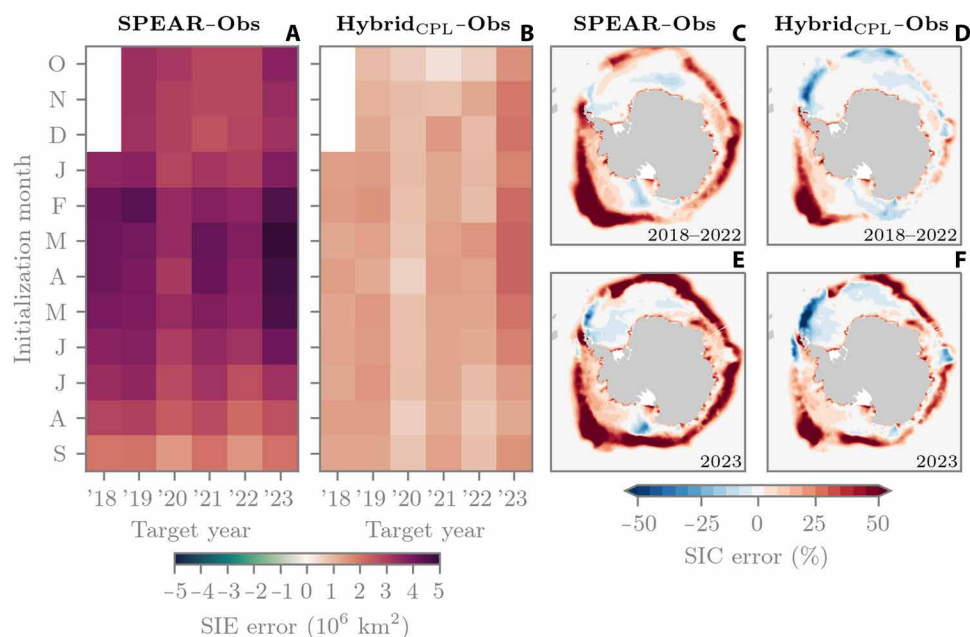 SPEAR–Obs A
HybridCPL–Obs B
SPEAR–Obs C
HybridCPL–Obs D
Initialization month
O
N
D
J
F
M
A
M
J
J
A
S
2018–2022
2018–2022
E
F
2023
2023
'18 '19 '20 '21 '22 '23
'18 '19 '20 '21 '22 '23
Target year
Target year
−50 −25 0 25 50
SIC error (%)
−5 −4 −3 −2 −1 0 1 2 3 4 5
SIE error (10⁶ km²)